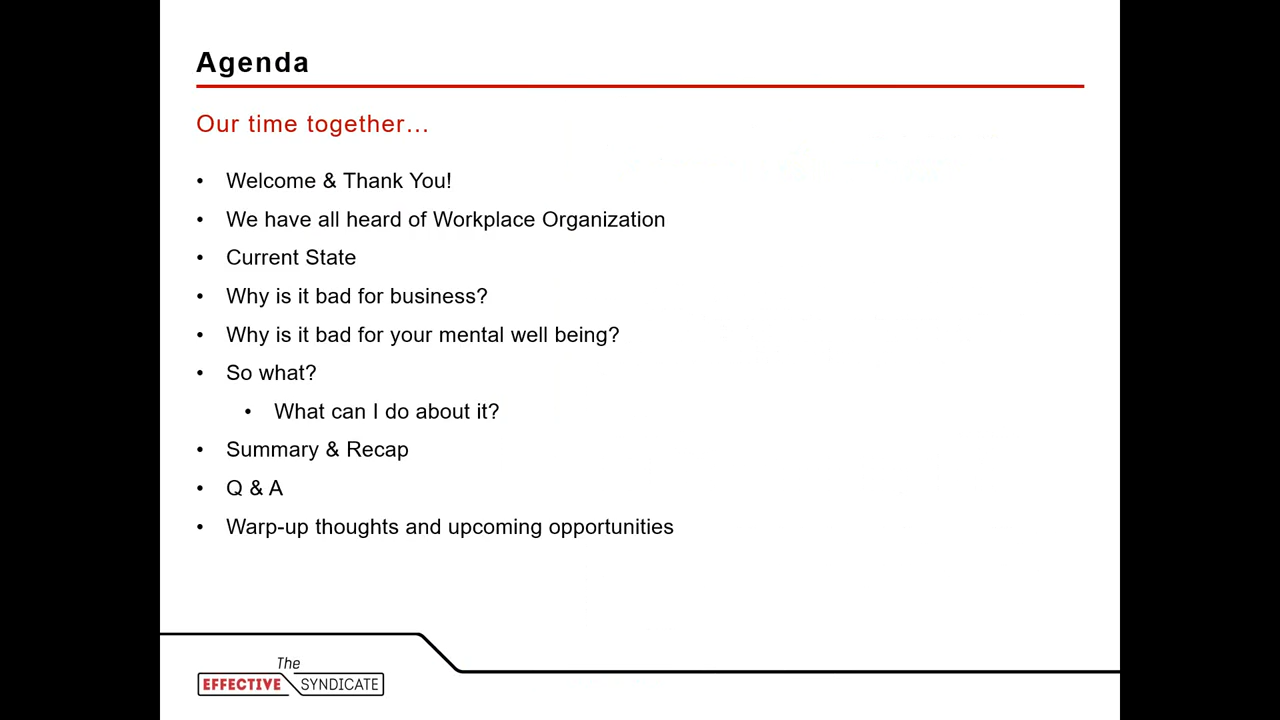 Agenda
Our time together...
• Welcome & Thank You!
• We have all heard of Workplace Organization
• Current State
• Why is it bad for business?
• Why is it bad for your mental well being?
• So what?
• What can I do about it?
• Summary & Recap
• Q & A
• Warp-up thoughts and upcoming opportunities
The
EFFECTIVE SYNDICATE